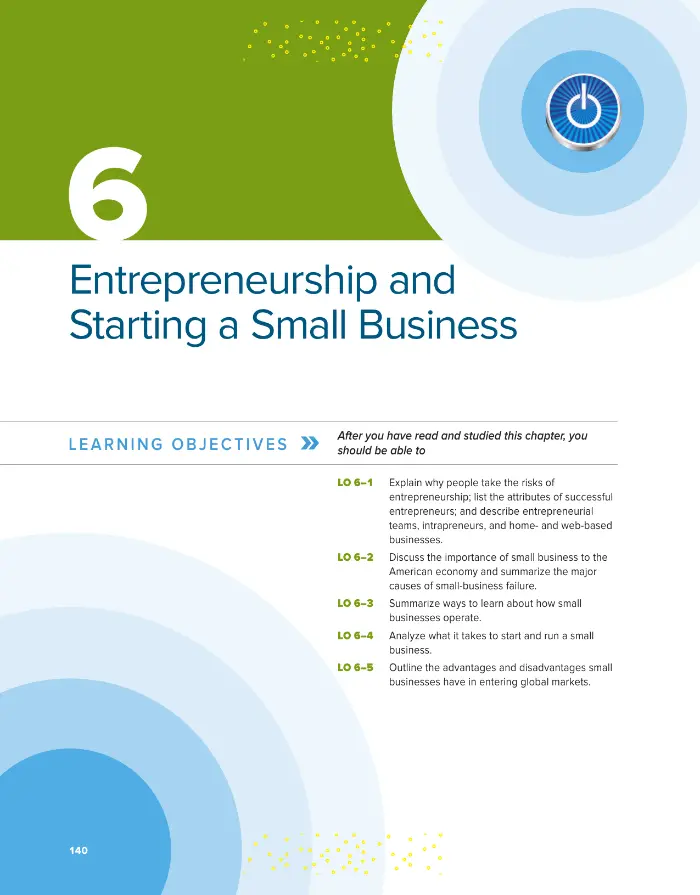 6
Entrepreneurship and
Starting a Small Business
LEARNING OBJECTIVES »
After you have read and studied this chapter, you
should be able to
LO 6–1 Explain why people take the risks of
entrepreneurship; list the attributes of successful
entrepreneurs; and describe entrepreneurial
teams, intrapreneurs, and home- and web-based
businesses.
LO 6–2 Discuss the importance of small business to the
American economy and summarize the major
causes of small-business failure.
LO 6–3 Summarize ways to learn about how small
businesses operate.
LO 6–4 Analyze what it takes to start and run a small
business.
LO 6–5 Outline the advantages and disadvantages small
businesses have in entering global markets.
140